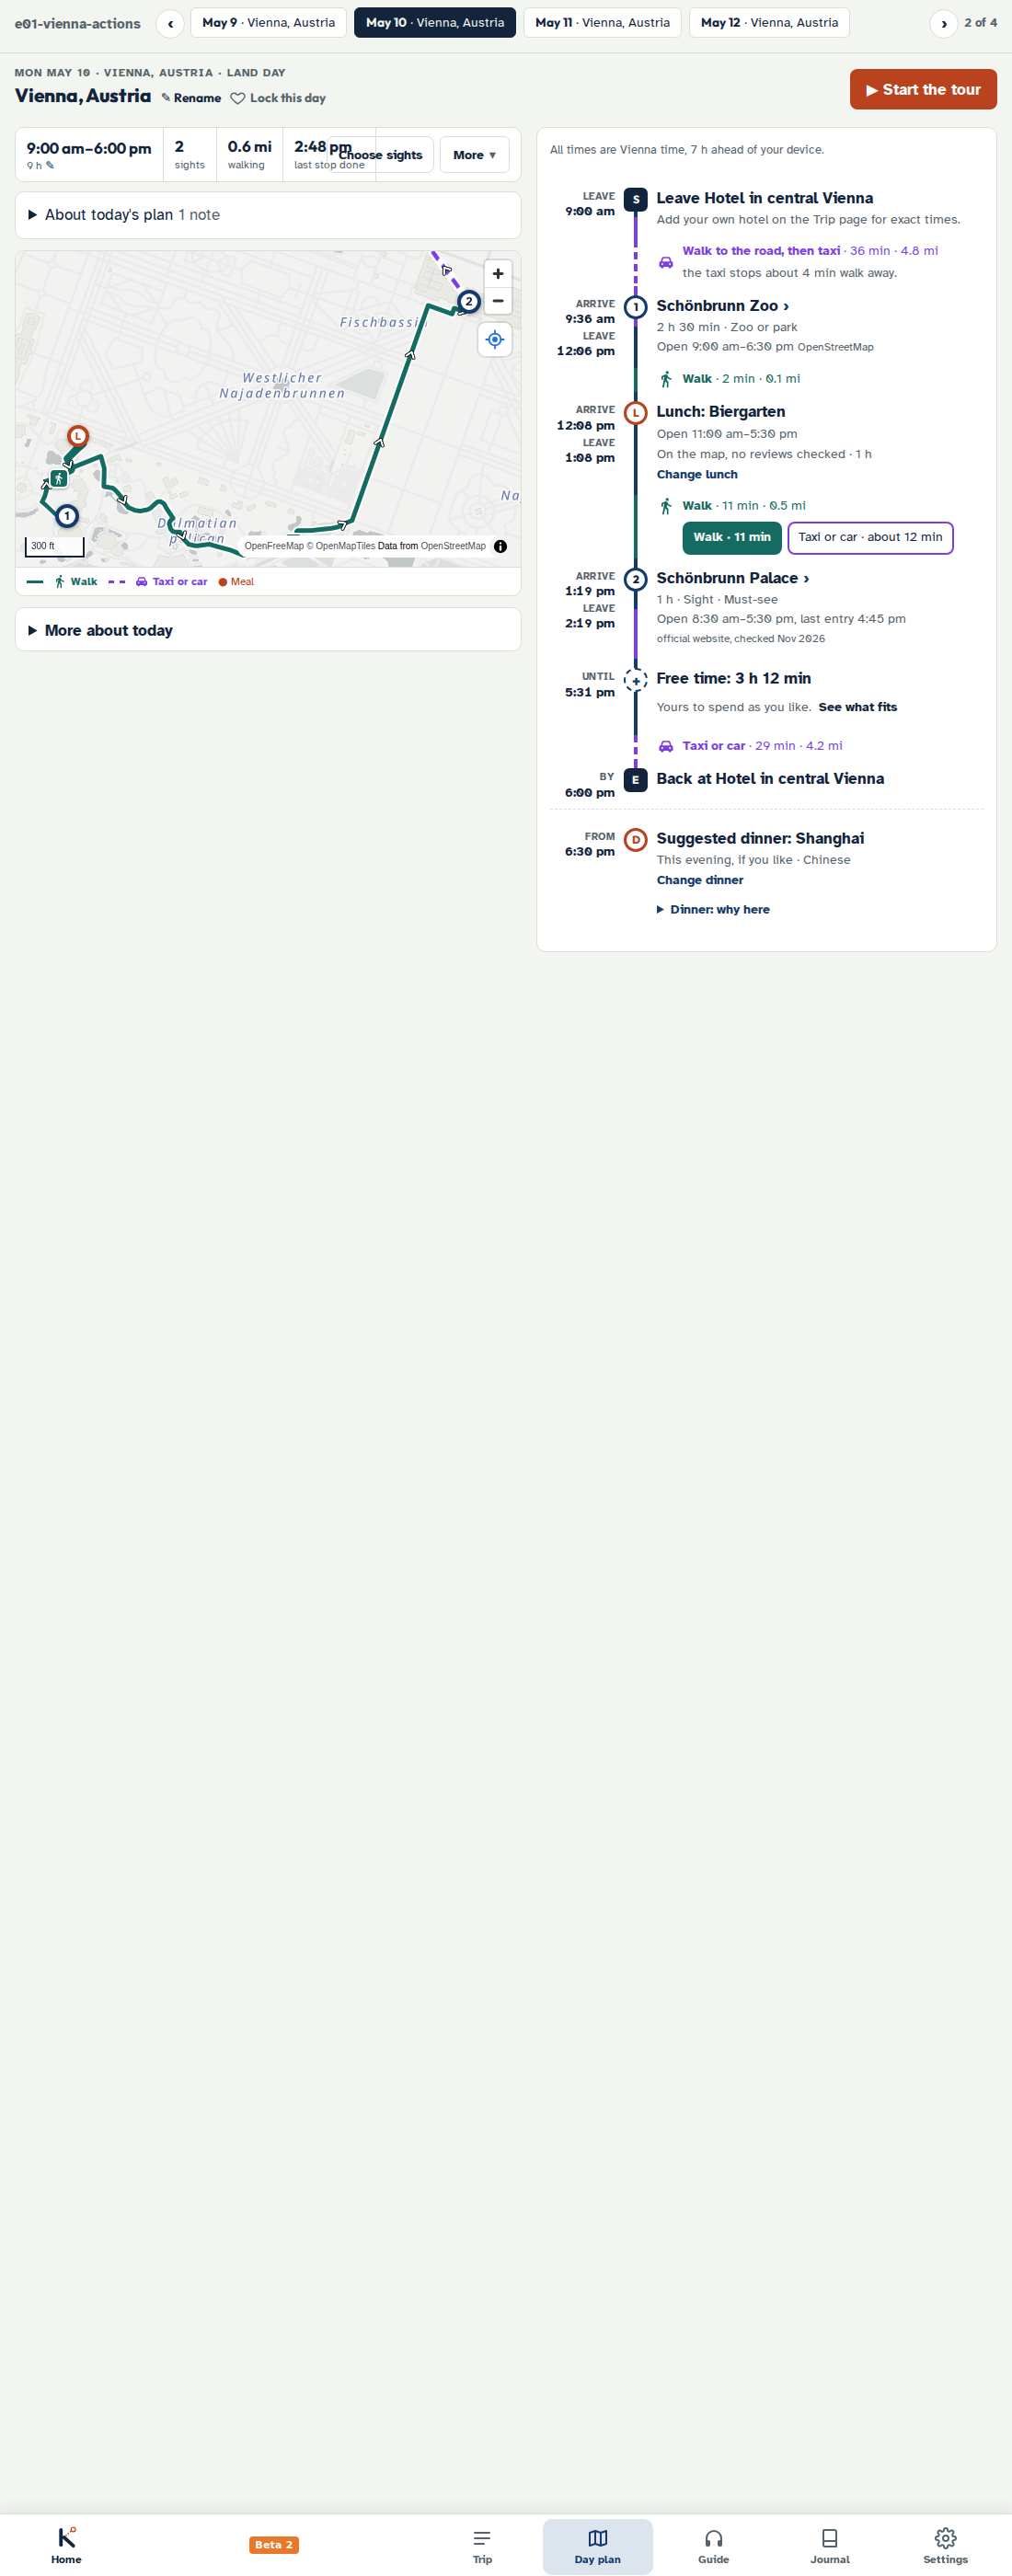 e01-vienna-actions
‹
May 9 · Vienna, Austria
May 10 · Vienna, Austria
May 11 · Vienna, Austria
May 12 · Vienna, Austria
›
2 of 4
MON MAY 10 · VIENNA, AUSTRIA · LAND DAY
Vienna, Austria ✎ Rename Lock this day
▶ Start the tour
9:00 am–6:00 pm
9 h ✎
2
sights
0.6 mi
walking
2:48 pm
last stop done
Choose sights
More ▾
▶ About today's plan 1 note
Fischbassi
Westlicher
Najadenbrunnen
Na
Dalmatian
pelican
2
L
1
+
−
300 ft
OpenFreeMap © OpenMapTiles Data from OpenStreetMap
Walk Taxi or car Meal
▶ More about today
All times are Vienna time, 7 h ahead of your device.
LEAVE
9:00 am
S
Leave Hotel in central Vienna
Add your own hotel on the Trip page for exact times.
Walk to the road, then taxi · 36 min · 4.8 mi
the taxi stops about 4 min walk away.
ARRIVE
9:36 am
LEAVE
12:06 pm
1
Schönbrunn Zoo ›
2 h 30 min · Zoo or park
Open 9:00 am–6:30 pm OpenStreetMap
Walk · 2 min · 0.1 mi
ARRIVE
12:08 pm
LEAVE
1:08 pm
L
Lunch: Biergarten
Open 11:00 am–5:30 pm
On the map, no reviews checked · 1 h
Change lunch
Walk · 11 min · 0.5 mi
Walk · 11 min
Taxi or car · about 12 min
ARRIVE
1:19 pm
LEAVE
2:19 pm
2
Schönbrunn Palace ›
1 h · Sight · Must-see
Open 8:30 am–5:30 pm, last entry 4:45 pm
official website, checked Nov 2026
UNTIL
5:31 pm
+
Free time: 3 h 12 min
Yours to spend as you like. See what fits
Taxi or car · 29 min · 4.2 mi
BY
6:00 pm
E
Back at Hotel in central Vienna
FROM
6:30 pm
D
Suggested dinner: Shanghai
This evening, if you like · Chinese
Change dinner
▶ Dinner: why here
Home
Beta 2
Trip
Day plan
Guide
Journal
Settings